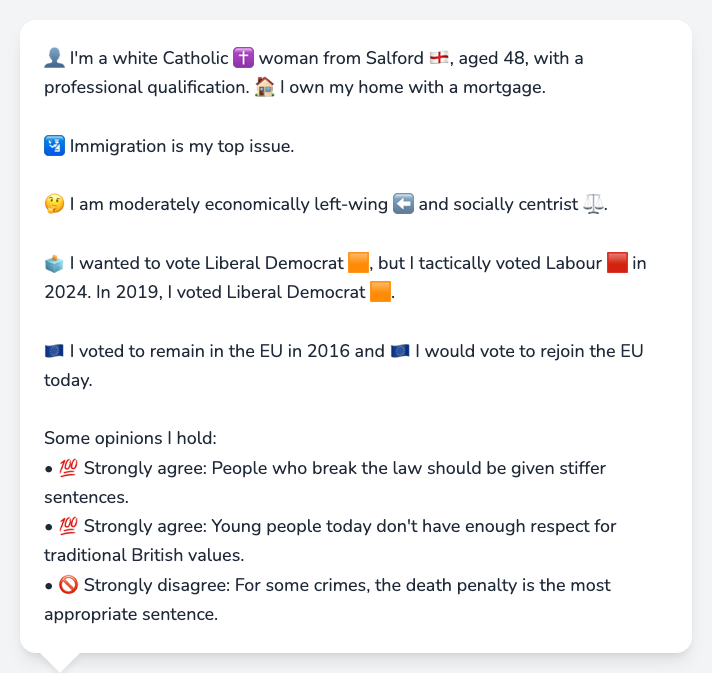 👤 I'm a white Catholic ✝️ woman from Salford 🏴󠁧󠁢󠁥󠁮󠁧󠁿, aged 48, with a
professional qualification. 🏠 I own my home with a mortgage.
🛂 Immigration is my top issue.
🤔 I am moderately economically left-wing ⬅️ and socially centrist ⚖️.
🗳️ I wanted to vote Liberal Democrat 🟧, but I tactically voted Labour 🟥 in
2024. In 2019, I voted Liberal Democrat 🟧.
🇪🇺 I voted to remain in the EU in 2016 and 🇪🇺 I would vote to rejoin the EU
today.
Some opinions I hold:
• 💯 Strongly agree: People who break the law should be given stiffer
sentences.
• 💯 Strongly agree: Young people today don't have enough respect for
traditional British values.
• 🚫 Strongly disagree: For some crimes, the death penalty is the most
appropriate sentence.